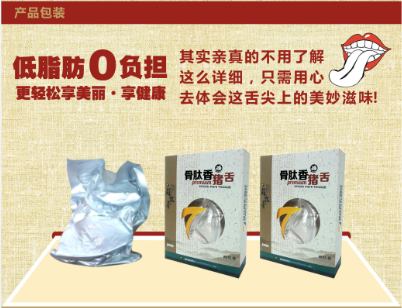 产品包装
低脂肪0负担
更轻松享美丽·享健康
其实亲真的不用了解
这么详细，只需用心
去体会这舌尖上的美妙滋味!
骨肽香猪舌
7
骨肽香猪舌
7